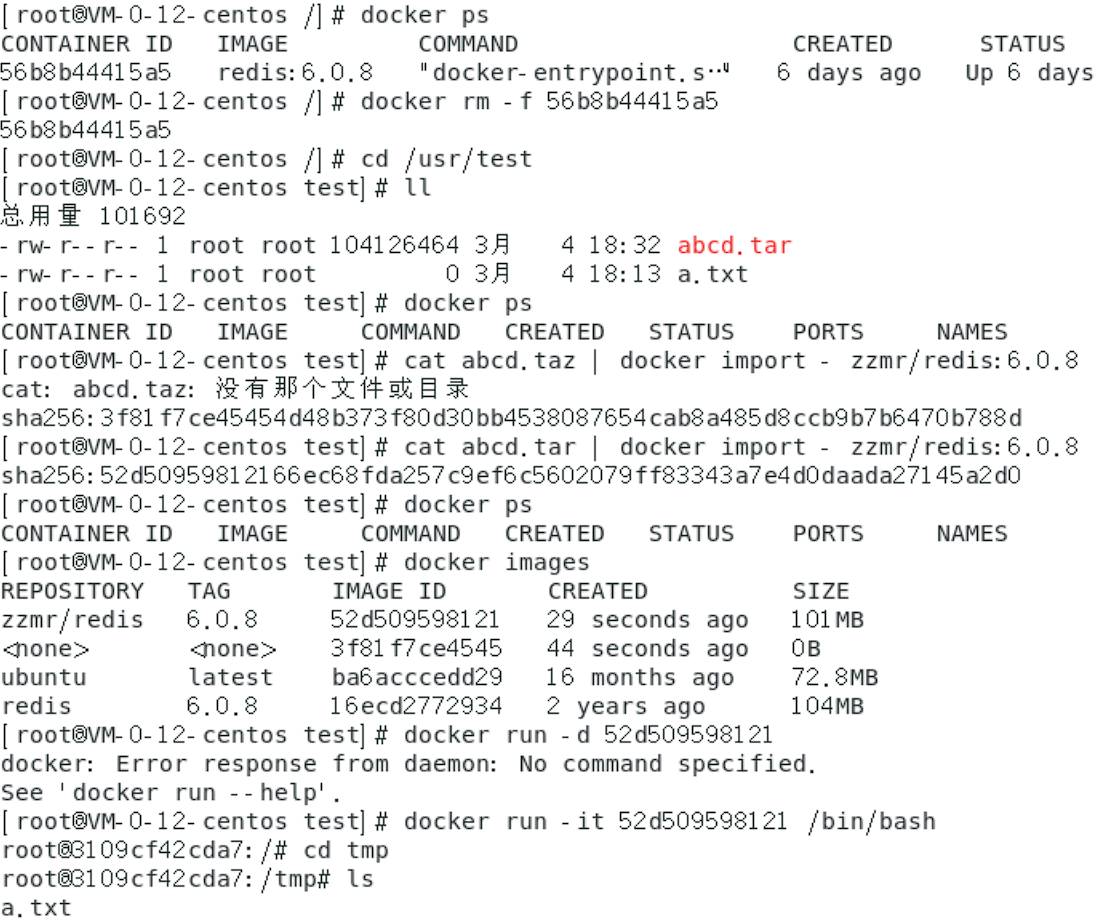 [root@VM-0-12-centos /]# docker ps
CONTAINER ID   IMAGE         COMMAND                   CREATED      STATUS
56b8b44415a5   redis:6.0.8   "docker-entrypoint.s…"   6 days ago   Up 6 days
[root@VM-0-12-centos /]# docker rm -f 56b8b44415a5
56b8b44415a5
[root@VM-0-12-centos /]# cd /usr/test
[root@VM-0-12-centos test]# ll
总用量 101692
-rw-r--r-- 1 root root 104126464 3月   4 18:32 abcd.tar
-rw-r--r-- 1 root root         0 3月   4 18:13 a.txt
[root@VM-0-12-centos test]# docker ps
CONTAINER ID   IMAGE     COMMAND   CREATED   STATUS    PORTS     NAMES
[root@VM-0-12-centos test]# cat abcd.taz | docker import - zzmr/redis:6.0.8
cat: abcd.taz: 没有那个文件或目录
sha256:3f81f7ce45454d48b373f80d30bb4538087654cab8a485d8ccb9b7b6470b788d
[root@VM-0-12-centos test]# cat abcd.tar | docker import - zzmr/redis:6.0.8
sha256:52d50959812166ec68fda257c9ef6c5602079ff83343a7e4d0daada27145a2d0
[root@VM-0-12-centos test]# docker ps
CONTAINER ID   IMAGE     COMMAND   CREATED   STATUS    PORTS     NAMES
[root@VM-0-12-centos test]# docker images
REPOSITORY   TAG       IMAGE ID       CREATED          SIZE
zzmr/redis   6.0.8     52d509598121   29 seconds ago   101MB
<none>       <none>    3f81f7ce4545   44 seconds ago   0B
ubuntu       latest    ba6acccedd29   16 months ago    72.8MB
redis        6.0.8     16ecd2772934   2 years ago      104MB
[root@VM-0-12-centos test]# docker run -d 52d509598121
docker: Error response from daemon: No command specified.
See 'docker run --help'.
[root@VM-0-12-centos test]# docker run -it 52d509598121 /bin/bash
root@3109cf42cda7:/# cd tmp
root@3109cf42cda7:/tmp# ls
a.txt